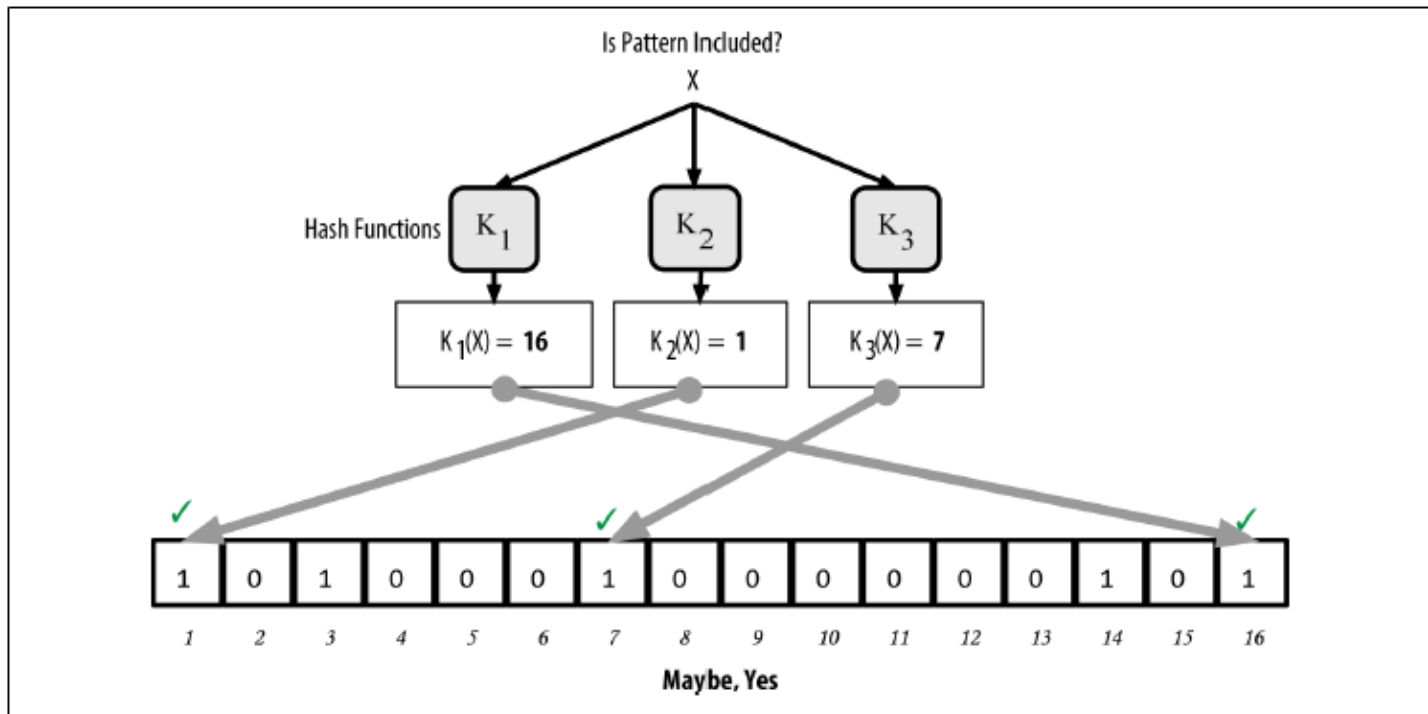 Is Pattern Included?
X
Hash Functions K1 K2 K3
K1(X) = 16 K2(X) = 1 K3(X) = 7
✓ ✓ ✓
1 0 1 0 0 0 1 0 0 0 0 0 0 1 0 1
1 2 3 4 5 6 7 8 9 10 11 12 13 14 15 16
Maybe, Yes